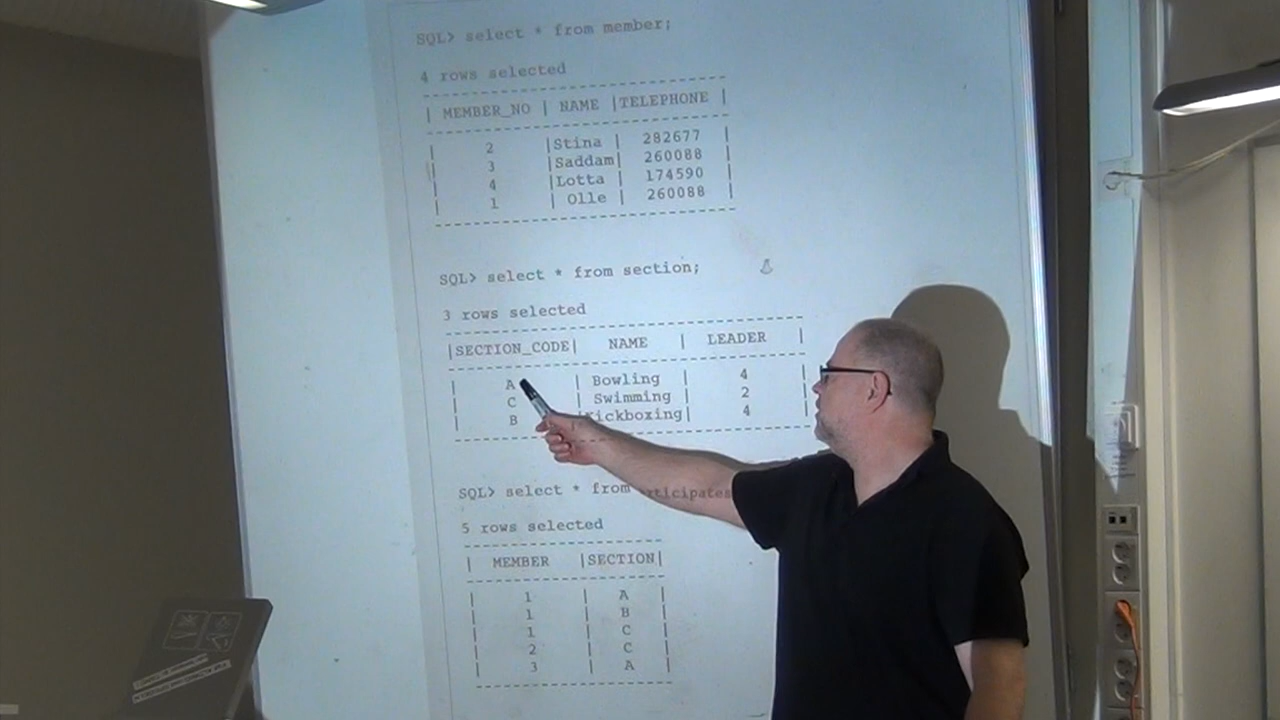 SQL> select * from member;
4 rows selected
--------------------------------
| MEMBER_NO | NAME |TELEPHONE |
--------------------------------
| 2 |Stina | 282677 |
| 3 |Saddam| 260088 |
| 4 |Lotta | 174590 |
| 1 | Olle | 260088 |
--------------------------------
SQL> select * from section;
3 rows selected
--------------------------------------
|SECTION_CODE| NAME | LEADER |
--------------------------------------
| A | Bowling | 4 |
| C | Swimming | 2 |
| B |Kickboxing| 4
--------------------------------------
SQL> select * from articipates
5 rows selected
---------------------
| MEMBER |SECTION|
---------------------
| 1 | A |
| 1 | B |
| 1 | C |
| 2 | C |
| 3 | A |
---------------------